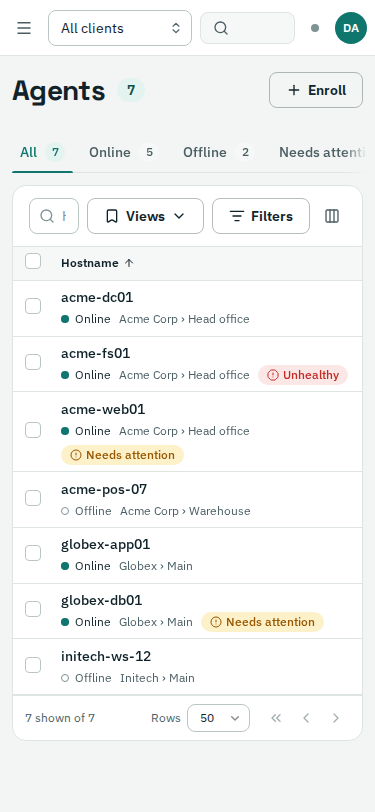 All clients
DA
Agents 7
Enroll
All 7 Online 5 Offline 2 Needs attenti
Views Filters
Hostname ↑
acme-dc01
Online Acme Corp › Head office
acme-fs01
Online Acme Corp › Head office Unhealthy
acme-web01
Online Acme Corp › Head office
Needs attention
acme-pos-07
Offline Acme Corp › Warehouse
globex-app01
Online Globex › Main
globex-db01
Online Globex › Main Needs attention
initech-ws-12
Offline Initech › Main
7 shown of 7 Rows 50